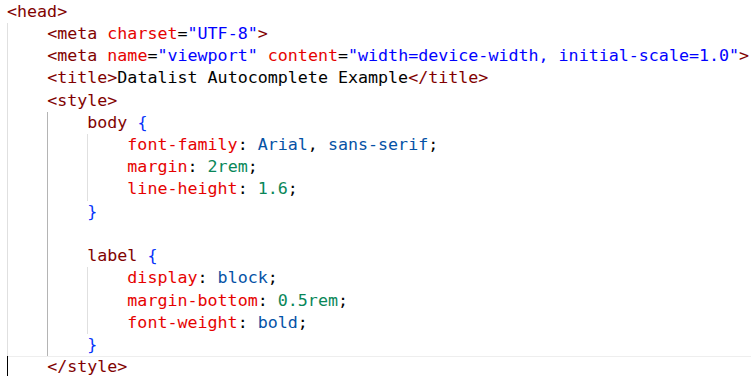 <head>
    <meta charset="UTF-8">
    <meta name="viewport" content="width=device-width, initial-scale=1.0">
    <title>Datalist Autocomplete Example</title>
    <style>
        body {
            font-family: Arial, sans-serif;
            margin: 2rem;
            line-height: 1.6;
        }

        label {
            display: block;
            margin-bottom: 0.5rem;
            font-weight: bold;
        }
    </style>